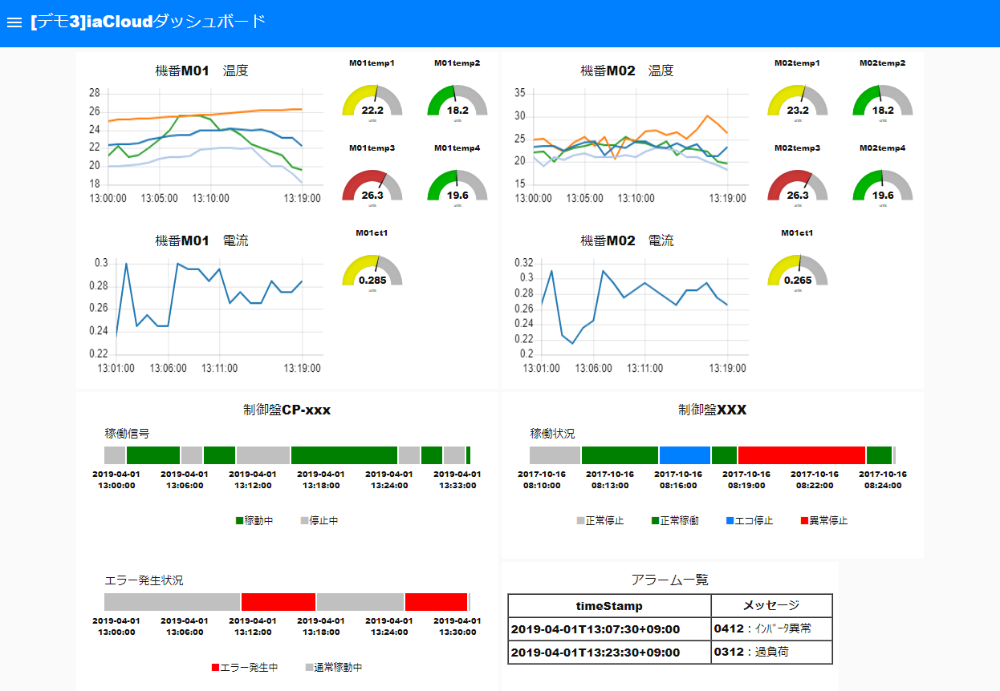 [デモ3]iaCloudダッシュボード
機番M01 温度
28
26
24
22
20
18
13:00:00 13:05:00 13:10:00 13:19:00
M01temp1
22.2
units
M01temp2
18.2
units
M01temp3
26.3
units
M01temp4
19.6
units
機番M02 温度
35
30
25
20
15
13:00:00 13:05:00 13:10:00 13:19:00
M02temp1
23.2
units
M02temp2
18.2
units
M02temp3
26.3
units
M02temp4
19.6
units
機番M01 電流
0.3
0.28
0.26
0.24
0.22
13:01:00 13:06:00 13:11:00 13:19:00
M01ct1
0.285
units
機番M02 電流
0.32
0.3
0.28
0.26
0.24
0.22
0.2
13:01:00 13:06:00 13:11:00 13:19:00
M01ct1
0.265
units
制御盤CP-xxx
稼働信号
2019-04-01 2019-04-01 2019-04-01 2019-04-01 2019-04-01 2019-04-01
13:00:00 13:06:00 13:12:00 13:18:00 13:24:00 13:33:00
稼働中 停止中
制御盤XXX
稼働状況
2017-10-16 2017-10-16 2017-10-16 2017-10-16 2017-10-16 2017-10-16
08:10:00 08:13:00 08:16:00 08:19:00 08:22:00 08:24:00
正常停止 正常稼働 エコ停止 異常停止
エラー発生状況
2019-04-01 2019-04-01 2019-04-01 2019-04-01 2019-04-01 2019-04-01
13:00:00 13:06:00 13:12:00 13:18:00 13:24:00 13:30:00
エラー発生中 通常稼働中
アラーム一覧
timeStamp メッセージ
2019-04-01T13:07:30+09:00 0412：ｲﾝﾊﾞｰﾀ異常
2019-04-01T13:23:30+09:00 0312：過負荷